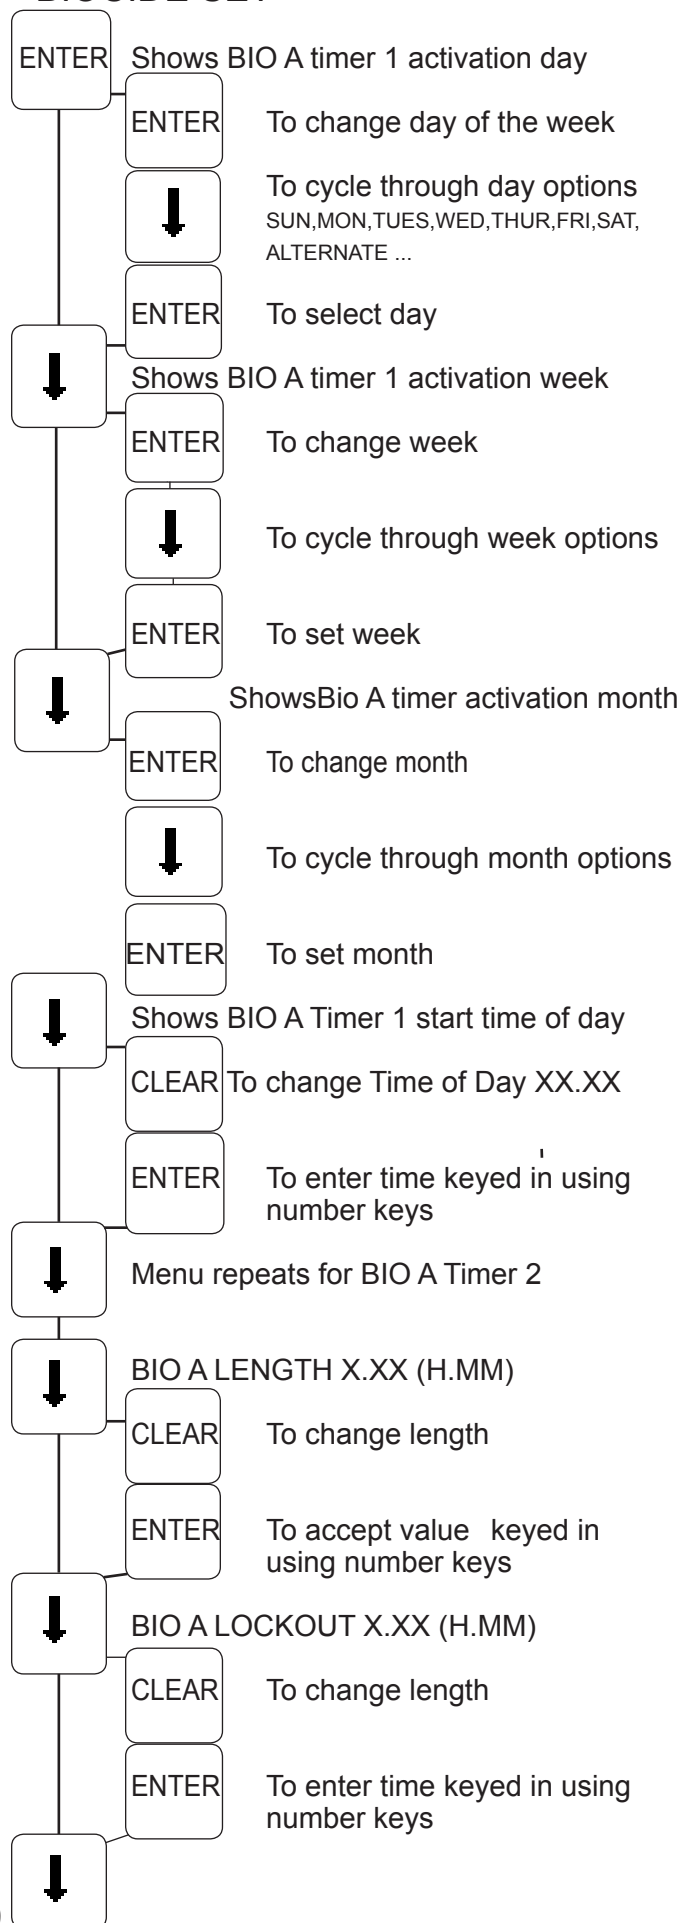 ENTER Shows BIO A timer 1 activation day
ENTER To change day of the week
To cycle through day options
SUN,MON,TUES,WED,THUR,FRI,SAT,
ALTERNATE ...
ENTER To select day
Shows BIO A timer 1 activation week
ENTER To change week
To cycle through week options
ENTER To set week
ShowsBio A timer activation month
ENTER To change month
To cycle through month options
ENTER To set month
Shows BIO A Timer 1 start time of day
CLEAR To change Time of Day XX.XX
ENTER To enter time keyed in using
number keys
Menu repeats for BIO A Timer 2
BIO A LENGTH X.XX (H.MM)
CLEAR To change length
ENTER To accept value keyed in
using number keys
BIO A LOCKOUT X.XX (H.MM)
CLEAR To change length
ENTER To enter time keyed in using
number keys